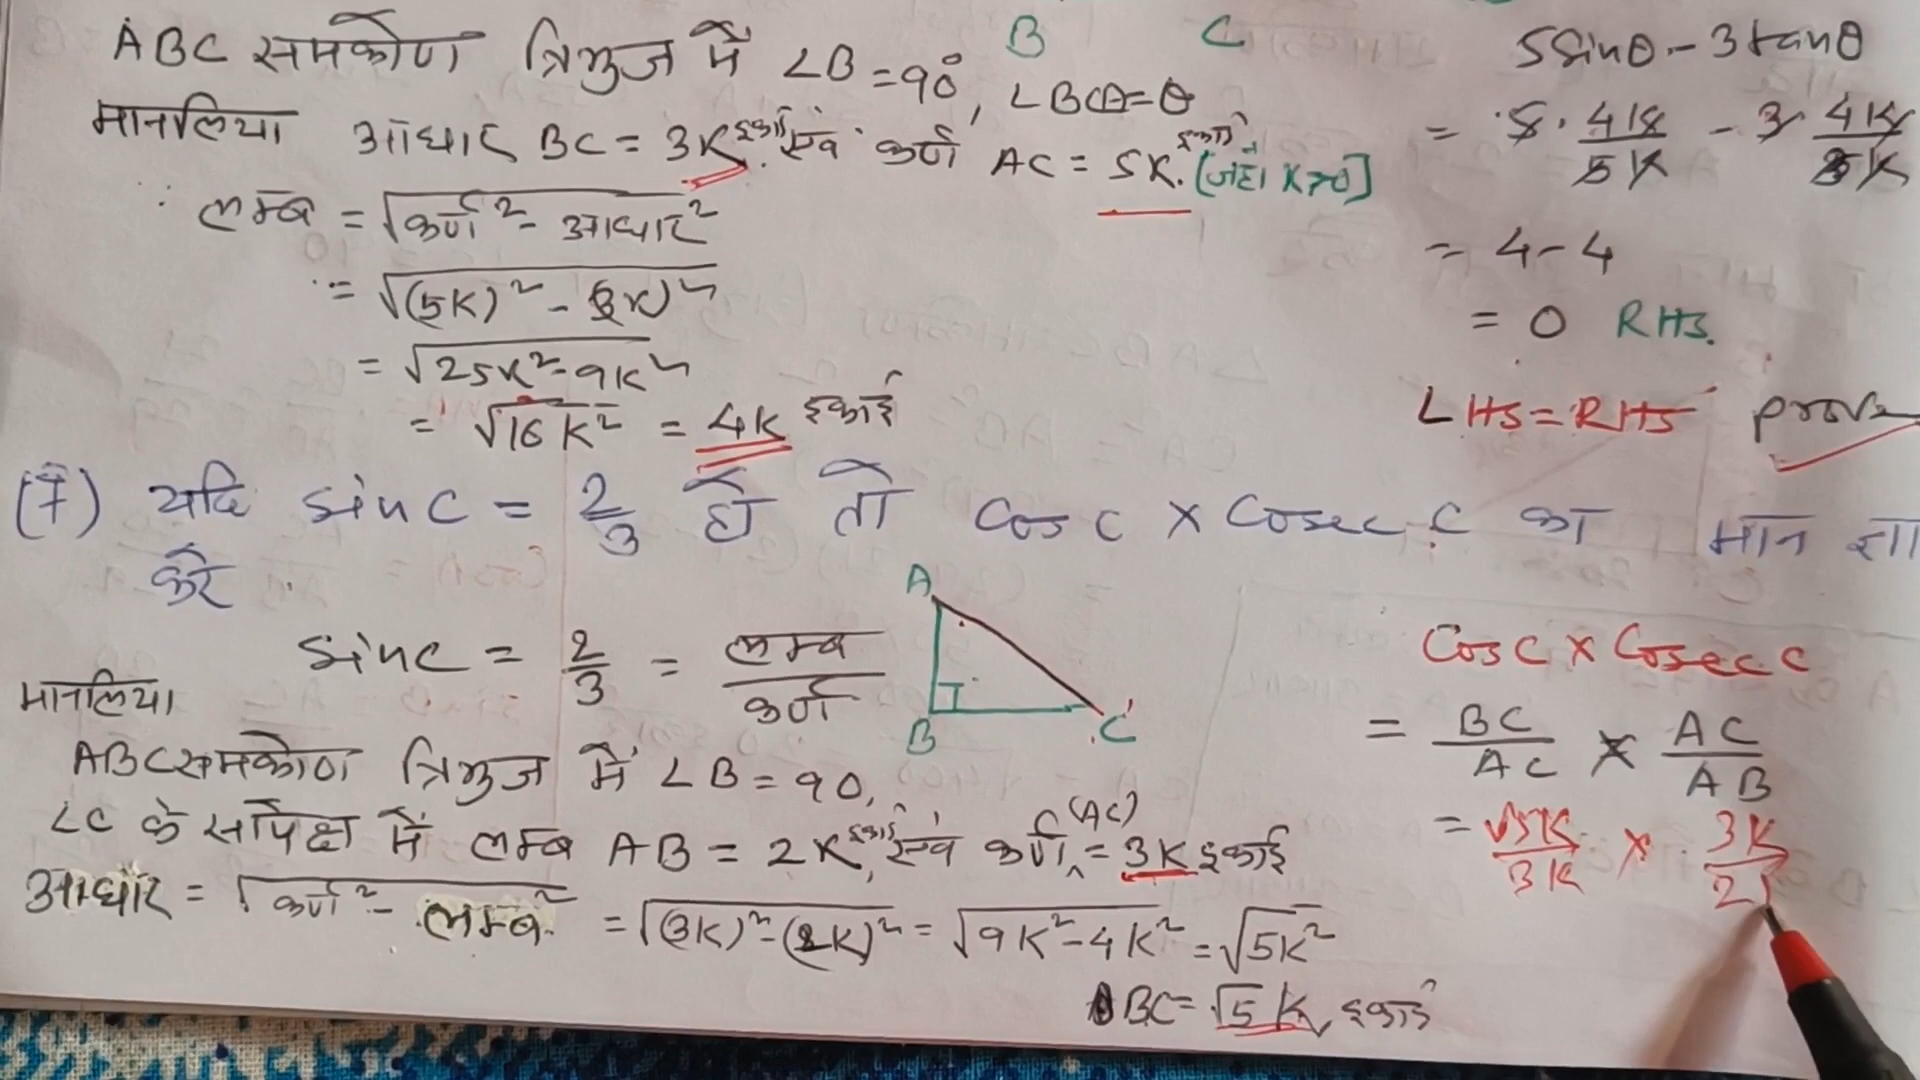 ABC समकोण त्रिभुज में ∠B = 90°, ∠BCA = θ
B C
मानलिया आधार BC = 3K इकाई एवं कर्ण AC = 5K इकाई [जहाँ K>0]
∴ लम्ब = √कर्ण² - आधार²
= √(5K)² - (3K)²
= √25K² - 9K²
= √16K² = 4K इकाई
5sinθ - 3tanθ
= 5 · 4K/5K - 3 · 4K/3K
= 4 - 4
= 0 RHS.
LHS = RHS prove
(7) यदि sinC = 2/3 हो तो CosC × CosecC का मान ज्ञा
करे
sinC = 2/3 = लम्ब/कर्ण
A
B
C
मानलिया
ABC समकोण त्रिभुज में ∠B = 90,
∠C के सापेक्ष में लम्ब AB = 2K इकाई, एवं कर्ण (AC) = 3K इकाई
आधार = √कर्ण² - लम्ब² = √(3K)² - (2K)² = √9K² - 4K² = √5K²
BC = √5 K इकाई
CosC × CosecC
= BC/AC × AC/AB
= √5K/3K × 3K/2